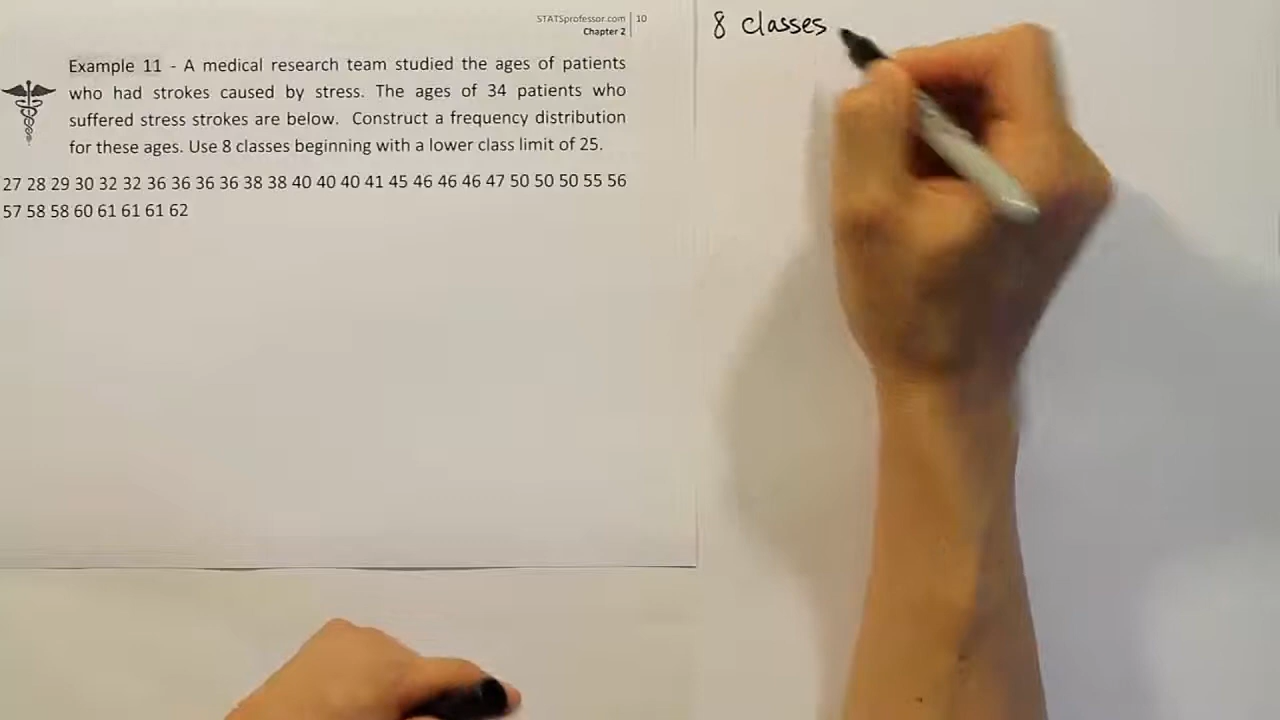 STATSprofessor.com | 10
Chapter 2
8 classes
Example 11 - A medical research team studied the ages of patients
who had strokes caused by stress. The ages of 34 patients who
suffered stress strokes are below. Construct a frequency distribution
for these ages. Use 8 classes beginning with a lower class limit of 25.
27 28 29 30 32 32 36 36 36 36 38 38 40 40 40 41 45 46 46 46 47 50 50 50 55 56
57 58 58 60 61 61 61 62